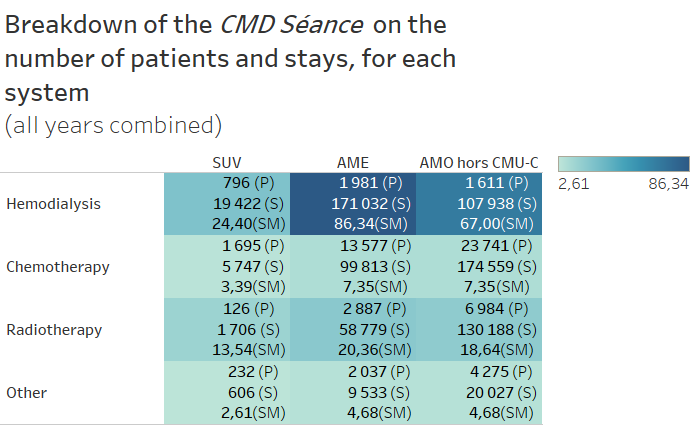 Breakdown of the CMD Séance on the
number of patients and stays, for each
system
(all years combined)
SUV AME AMO hors CMU-C
2,61 86,34
Hemodialysis
796 (P) 1 981 (P) 1 611 (P)
19 422 (S) 171 032 (S) 107 938 (S)
24,40(SM) 86,34(SM) 67,00(SM)
Chemotherapy
1 695 (P) 13 577 (P) 23 741 (P)
5 747 (S) 99 813 (S) 174 559 (S)
3,39(SM) 7,35(SM) 7,35(SM)
Radiotherapy
126 (P) 2 887 (P) 6 984 (P)
1 706 (S) 58 779 (S) 130 188 (S)
13,54(SM) 20,36(SM) 18,64(SM)
Other
232 (P) 2 037 (P) 4 275 (P)
606 (S) 9 533 (S) 20 027 (S)
2,61(SM) 4,68(SM) 4,68(SM)